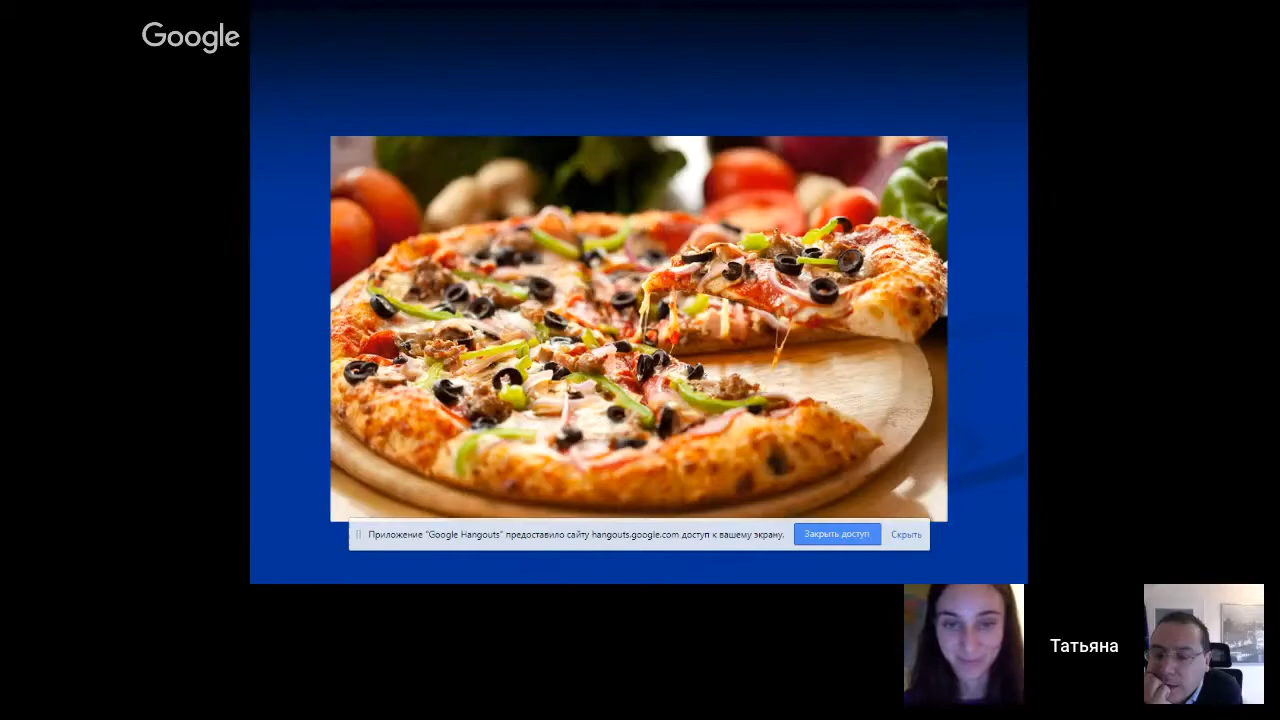 Google
Приложение "Google Hangouts" предоставило сайту hangouts.google.com доступ к вашему экрану. Закрыть доступ Скрыть
Татьяна